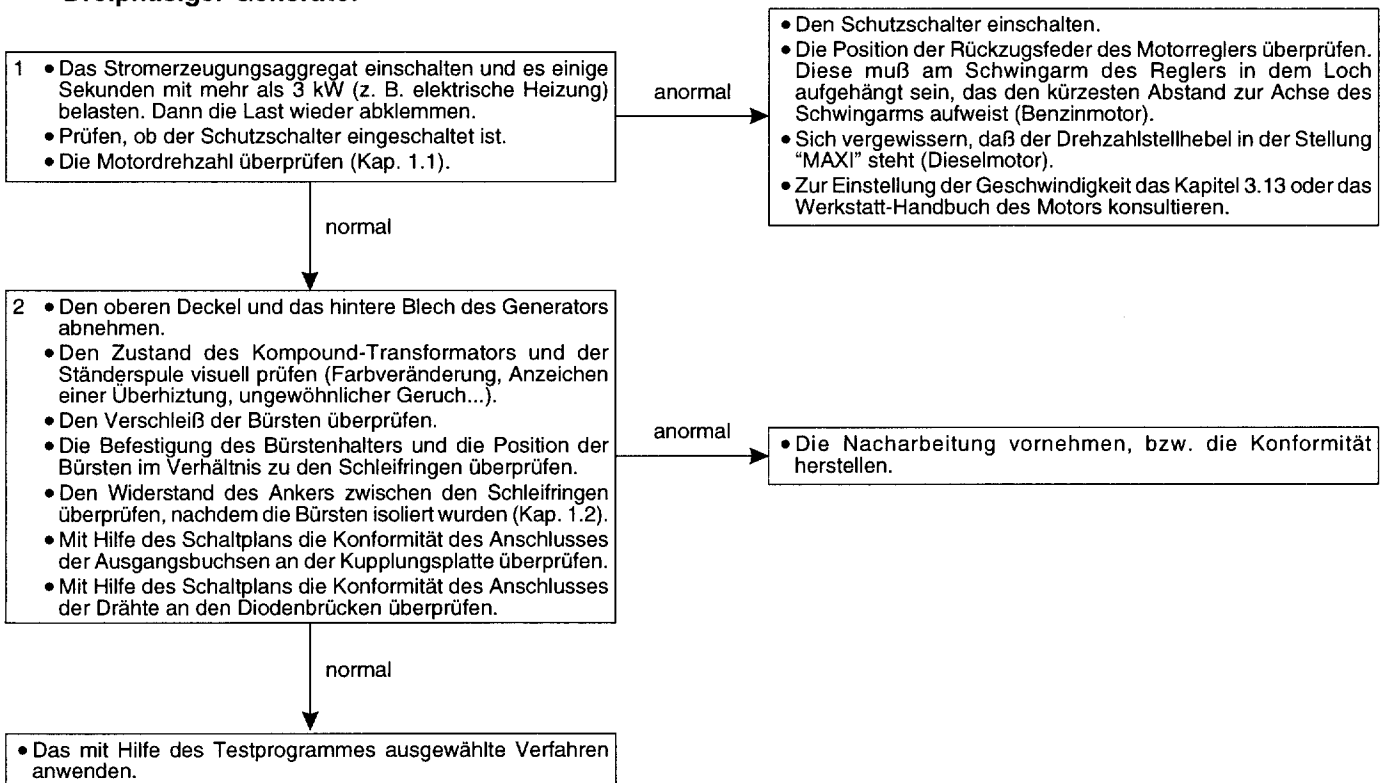 Dreiphasiger Generator
1 • Das Stromerzeugungsaggregat einschalten und es einige
Sekunden mit mehr als 3 kW (z. B. elektrische Heizung)
belasten. Dann die Last wieder abklemmen.
• Prüfen, ob der Schutzschalter eingeschaltet ist.
• Die Motordrehzahl überprüfen (Kap. 1.1).
anormal
• Den Schutzschalter einschalten.
• Die Position der Rückzugsfeder des Motorreglers überprüfen.
Diese muß am Schwingarm des Reglers in dem Loch
aufgehängt sein, das den kürzesten Abstand zur Achse des
Schwingarms aufweist (Benzinmotor).
• Sich vergewissern, daß der Drehzahlstellhebel in der Stellung
"MAXI" steht (Dieselmotor).
• Zur Einstellung der Geschwindigkeit das Kapitel 3.13 oder das
Werkstatt-Handbuch des Motors konsultieren.
normal
2 • Den oberen Deckel und das hintere Blech des Generators
abnehmen.
• Den Zustand des Kompound-Transformators und der
Ständerspule visuell prüfen (Farbveränderung, Anzeichen
einer Überhiztung, ungewöhnlicher Geruch...).
• Den Verschleiß der Bürsten überprüfen.
• Die Befestigung des Bürstenhalters und die Position der
Bürsten im Verhältnis zu den Schleifringen überprüfen.
• Den Widerstand des Ankers zwischen den Schleifringen
überprüfen, nachdem die Bürsten isoliert wurden (Kap. 1.2).
• Mit Hilfe des Schaltplans die Konformität des Anschlusses
der Ausgangsbuchsen an der Kupplungsplatte überprüfen.
• Mit Hilfe des Schaltplans die Konformität des Anschlusses
der Drähte an den Diodenbrücken überprüfen.
anormal
• Die Nacharbeitung vornehmen, bzw. die Konformität
herstellen.
normal
• Das mit Hilfe des Testprogrammes ausgewählte Verfahren
anwenden.